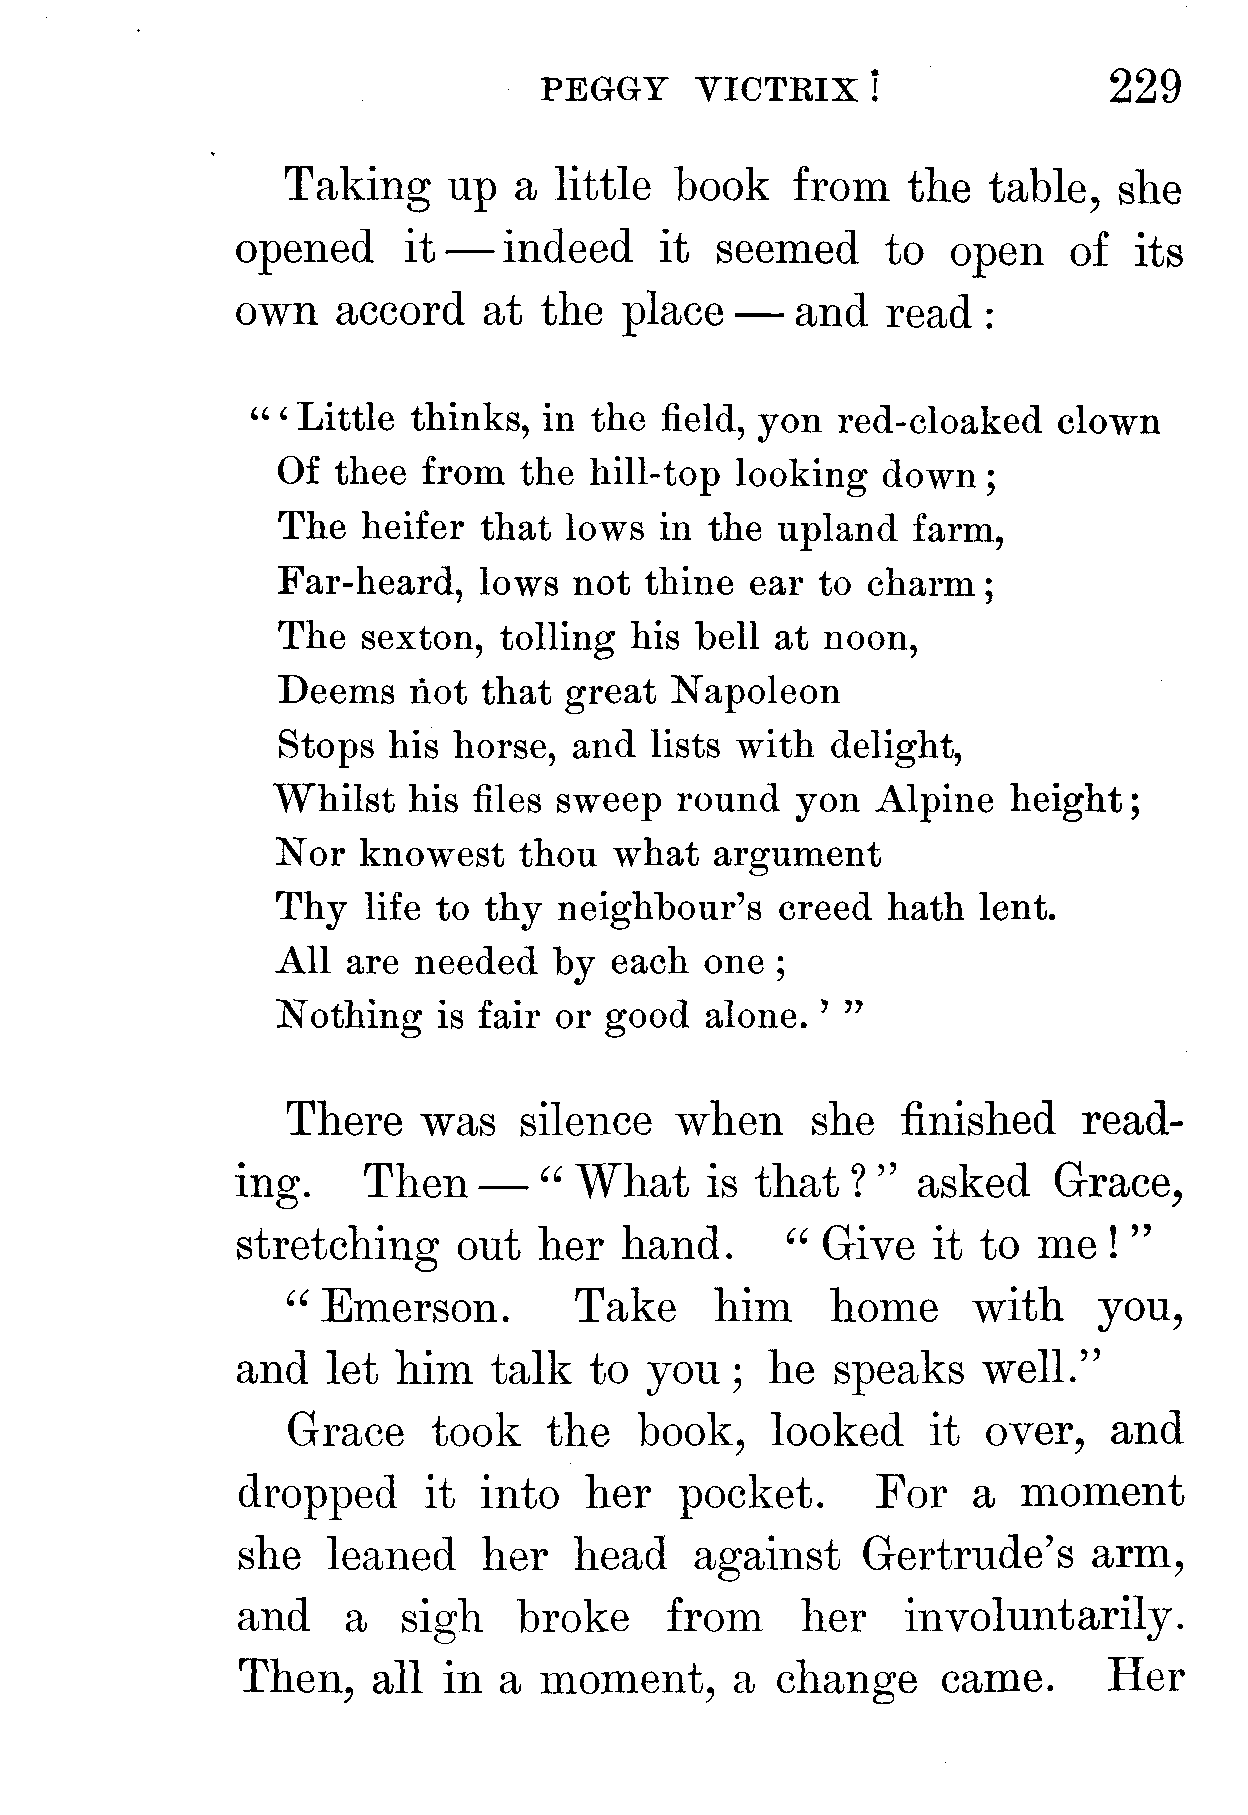 PEGGY VICTRIX! 229
Taking up a little book from the table, she
opened it — indeed it seemed to open of its
own accord at the place — and read:
"'Little thinks, in the field, yon red-cloaked clown
Of thee from the hill-top looking down;
The heifer that lows in the upland farm,
Far-heard, lows not thine ear to charm;
The sexton, tolling his bell at noon,
Deems not that great Napoleon
Stops his horse, and lists with delight,
Whilst his files sweep round yon Alpine height;
Nor knowest thou what argument
Thy life to thy neighbour's creed hath lent.
All are needed by each one;
Nothing is fair or good alone.'"
There was silence when she finished read-
ing. Then — "What is that?" asked Grace,
stretching out her hand. "Give it to me!"
"Emerson. Take him home with you,
and let him talk to you; he speaks well."
Grace took the book, looked it over, and
dropped it into her pocket. For a moment
she leaned her head against Gertrude's arm,
and a sigh broke from her involuntarily.
Then, all in a moment, a change came. Her